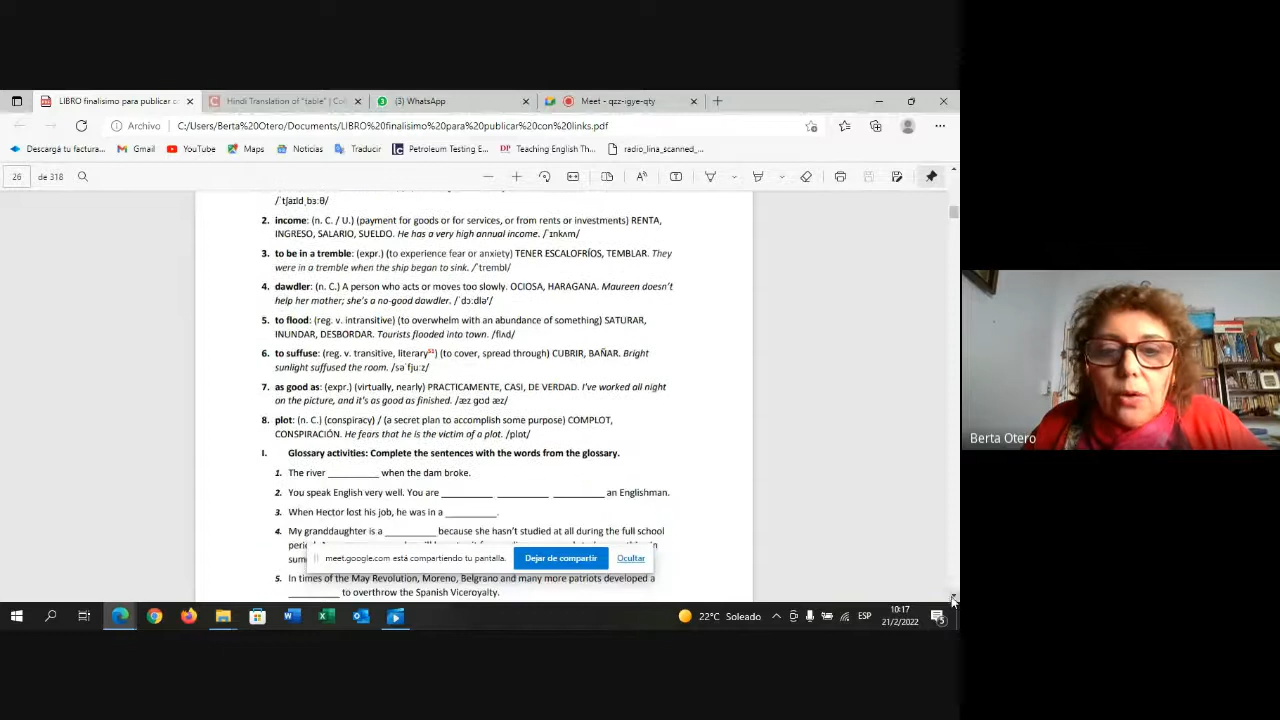 LIBRO finalisimo para publicar c
Hindi Translation of "table" | Col
(3) WhatsApp
Meet - qzz-igye-qty
Archivo
C:/Users/Berta%20Otero/Documents/LIBRO%20finalisimo%20para%20publicar%20con%20links.pdf
Descargá tu factura...
Gmail
YouTube
Maps
Noticias
Traducir
Petroleum Testing E...
Teaching English Th...
radio_lina_scanned_...
26 de 318
/ˈtʃaɪldˌbɜːθ/
2. income: (n. C. / U.) (payment for goods or for services, or from rents or investments) RENTA,
INGRESO, SALARIO, SUELDO. He has a very high annual income. /ˈɪnkʌm/
3. to be in a tremble: (expr.) (to experience fear or anxiety) TENER ESCALOFRÍOS, TEMBLAR. They
were in a tremble when the ship began to sink. /ˈtrembl/
4. dawdler: (n. C.) A person who acts or moves too slowly. OCIOSA, HARAGANA. Maureen doesn't
help her mother; she's a no-good dawdler. /ˈdɔːdləʳ/
5. to flood: (reg. v. intransitive) (to overwhelm with an abundance of something) SATURAR,
INUNDAR, DESBORDAR. Tourists flooded into town. /flʌd/
6. to suffuse: (reg. v. transitive, literary⁵¹) (to cover, spread through) CUBRIR, BAÑAR. Bright
sunlight suffused the room. /səˈfjuːz/
7. as good as: (expr.) (virtually, nearly) PRACTICAMENTE, CASI, DE VERDAD. I've worked all night
on the picture, and it's as good as finished. /æz gʊd æz/
8. plot: (n. C.) (conspiracy) / (a secret plan to accomplish some purpose) COMPLOT,
CONSPIRACIÓN. He fears that he is the victim of a plot. /plɒt/
I. Glossary activities: Complete the sentences with the words from the glossary.
1. The river __________ when the dam broke.
2. You speak English very well. You are __________ __________ __________ an Englishman.
3. When Hector lost his job, he was in a __________.
4. My granddaughter is a __________ because she hasn't studied at all during the full school
meet.google.com está compartiendo tu pantalla.
Dejar de compartir
Ocultar
5. In times of the May Revolution, Moreno, Belgrano and many more patriots developed a
__________ to overthrow the Spanish Viceroyalty.
22°C Soleado
ESP
10:17
21/2/2022
5
Berta Otero